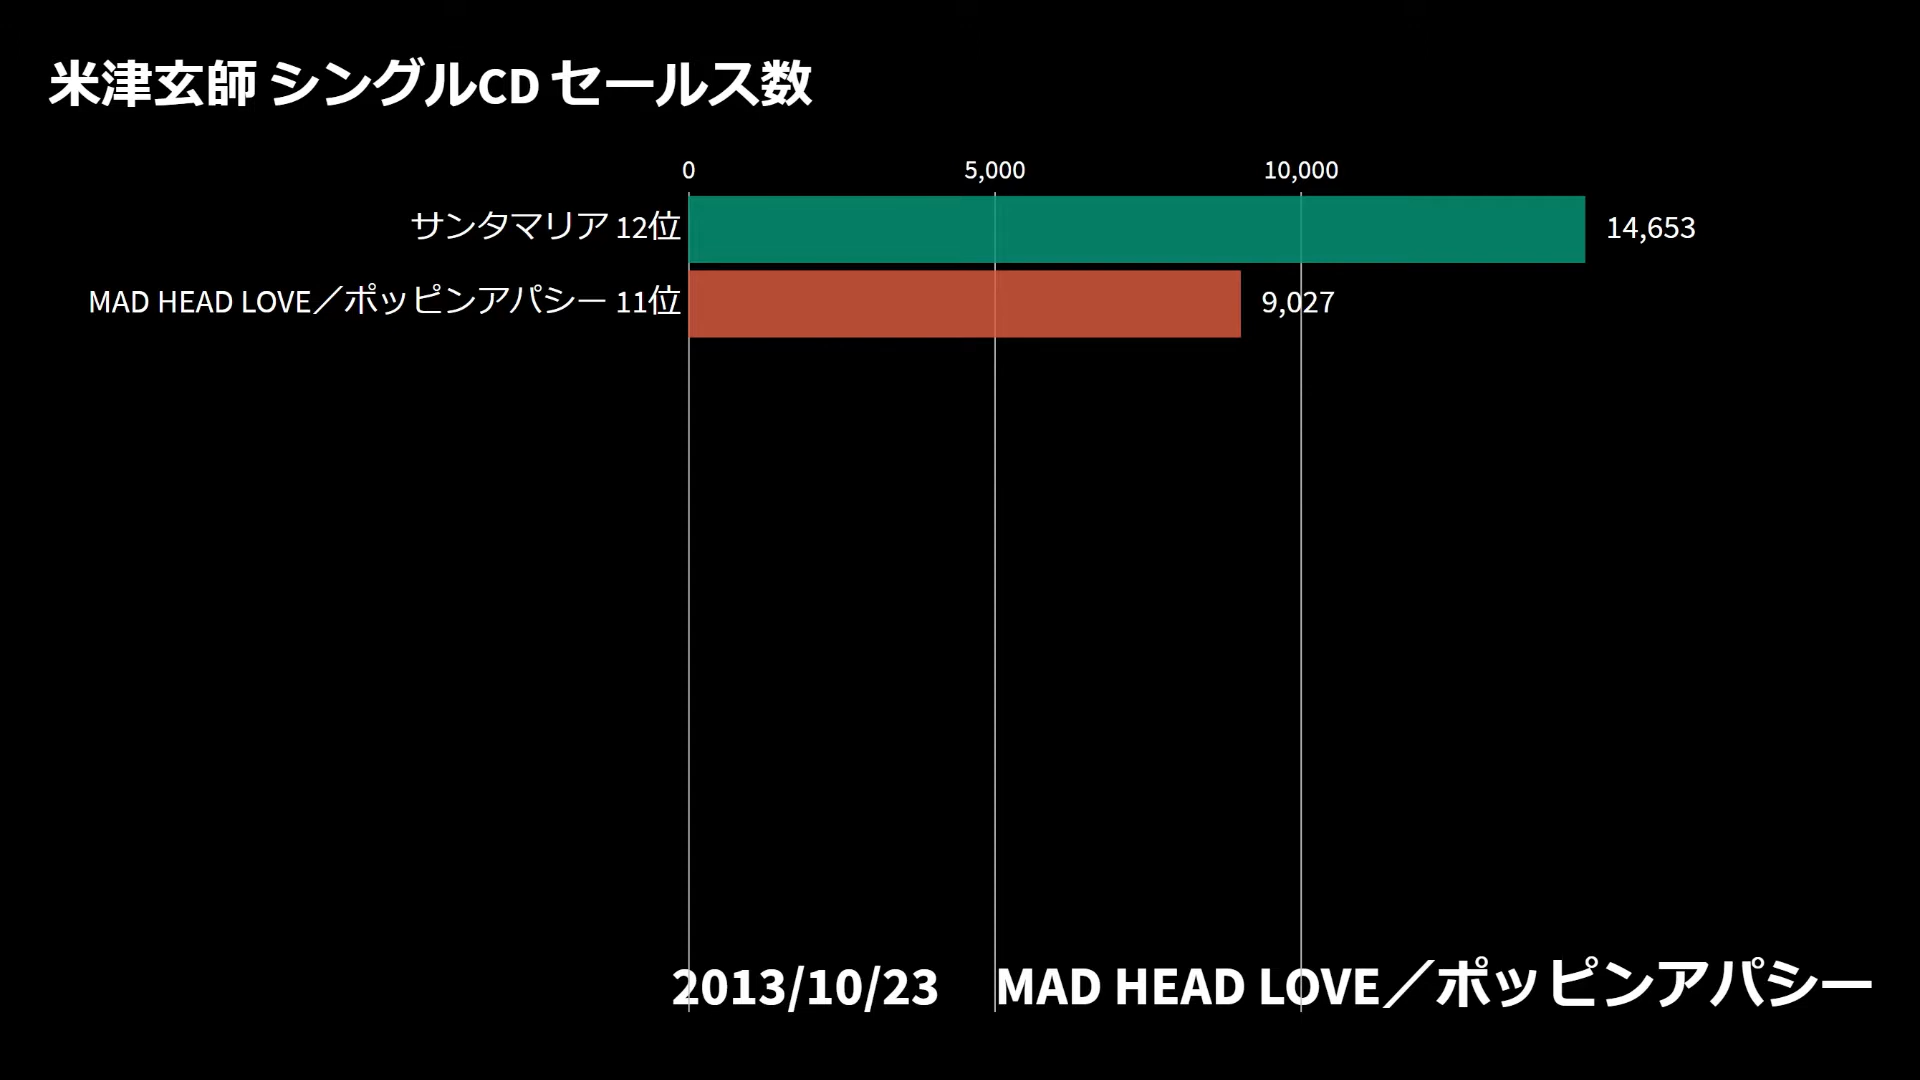 米津玄師 シングルCD セールス数
0 5,000 10,000
サンタマリア 12位 14,653
MAD HEAD LOVE／ポッピンアパシー 11位 9,027
2013/10/23 MAD HEAD LOVE／ポッピンアパシー